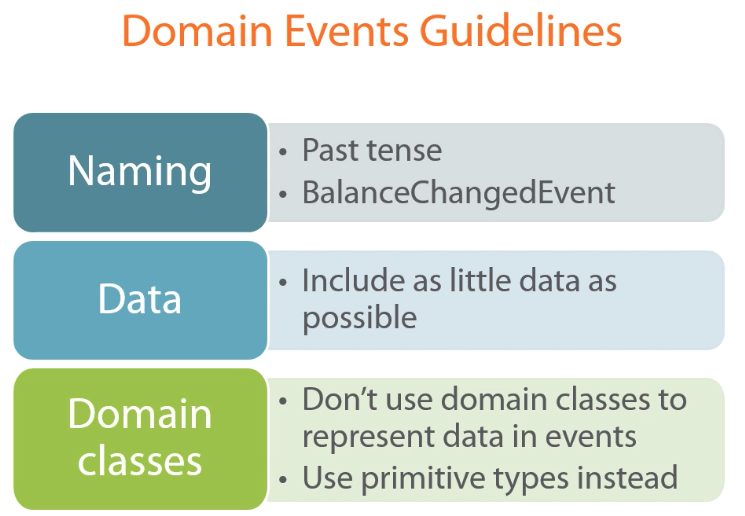 Domain Events Guidelines
Naming
• Past tense
• BalanceChangedEvent
Data
• Include as little data as
possible
Domain
classes
• Don’t use domain classes to
represent data in events
• Use primitive types instead